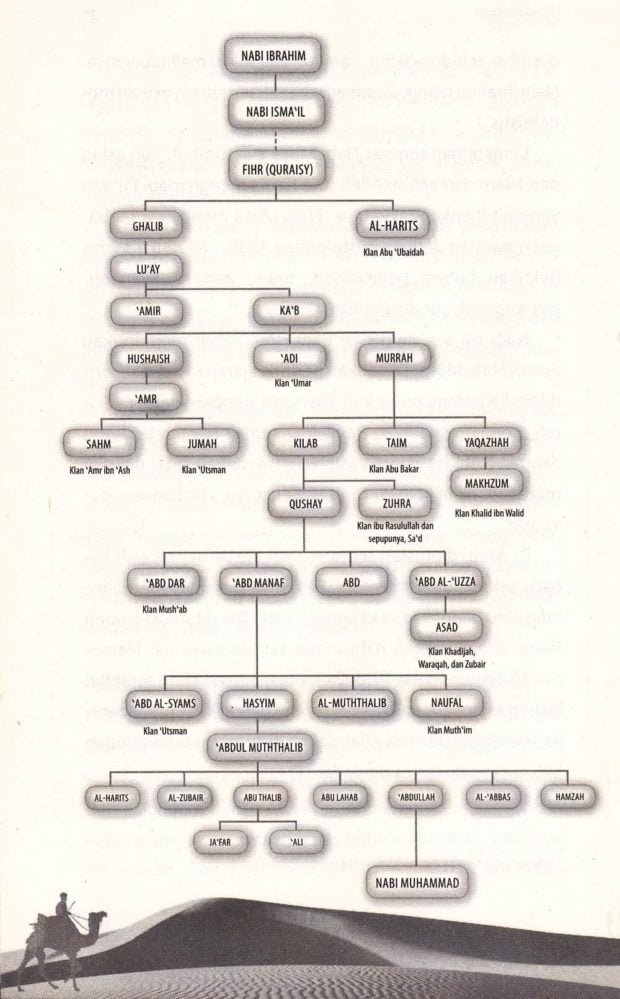 NABI IBRAHIM
NABI ISMA'IL
FIHR (QURAISY)
GHALIB
AL-HARITS
Klan Abu 'Ubaidah
LU'AY
'AMIR
KA'B
HUSHAISH
'ADI
MURRAH
Klan 'Umar
'AMR
SAHM
JUMAH
KILAB
TAIM
YAQAZHAH
Klan 'Amr ibn 'Ash
Klan 'Utsman
Klan Abu Bakar
MAKHZUM
Klan Khalid ibn Walid
QUSHAY
ZUHRA
Klan ibu Rasulullah dan
sepupunya, Sa'd
'ABD DAR
'ABD MANAF
ABD
'ABD AL-'UZZA
Klan Mush'ab
ASAD
Klan Khadijah,
Waraqah, dan Zubair
'ABD AL-SYAMS
HASYIM
AL-MUTHTHALIB
NAUFAL
Klan 'Utsman
Klan Muth'im
'ABDUL MUTHTHALIB
AL-HARITS
AL-ZUBAIR
ABU THALIB
ABU LAHAB
'ABDULLAH
AL-'ABBAS
HAMZAH
JA'FAR
'ALI
NABI MUHAMMAD